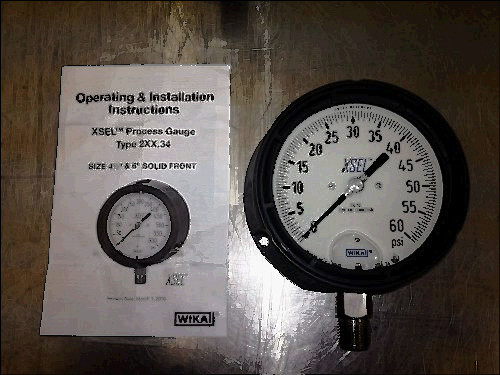 Operating & Installation
Instructions
XSEL™ Process Gauge
Type 2XX.34
SIZE 4½" & 6" SOLID FRONT
XSEL
WIKA
0
5
10
15
20
25
30
35
40
45
50
55
60
psi
XSEL
WIKA